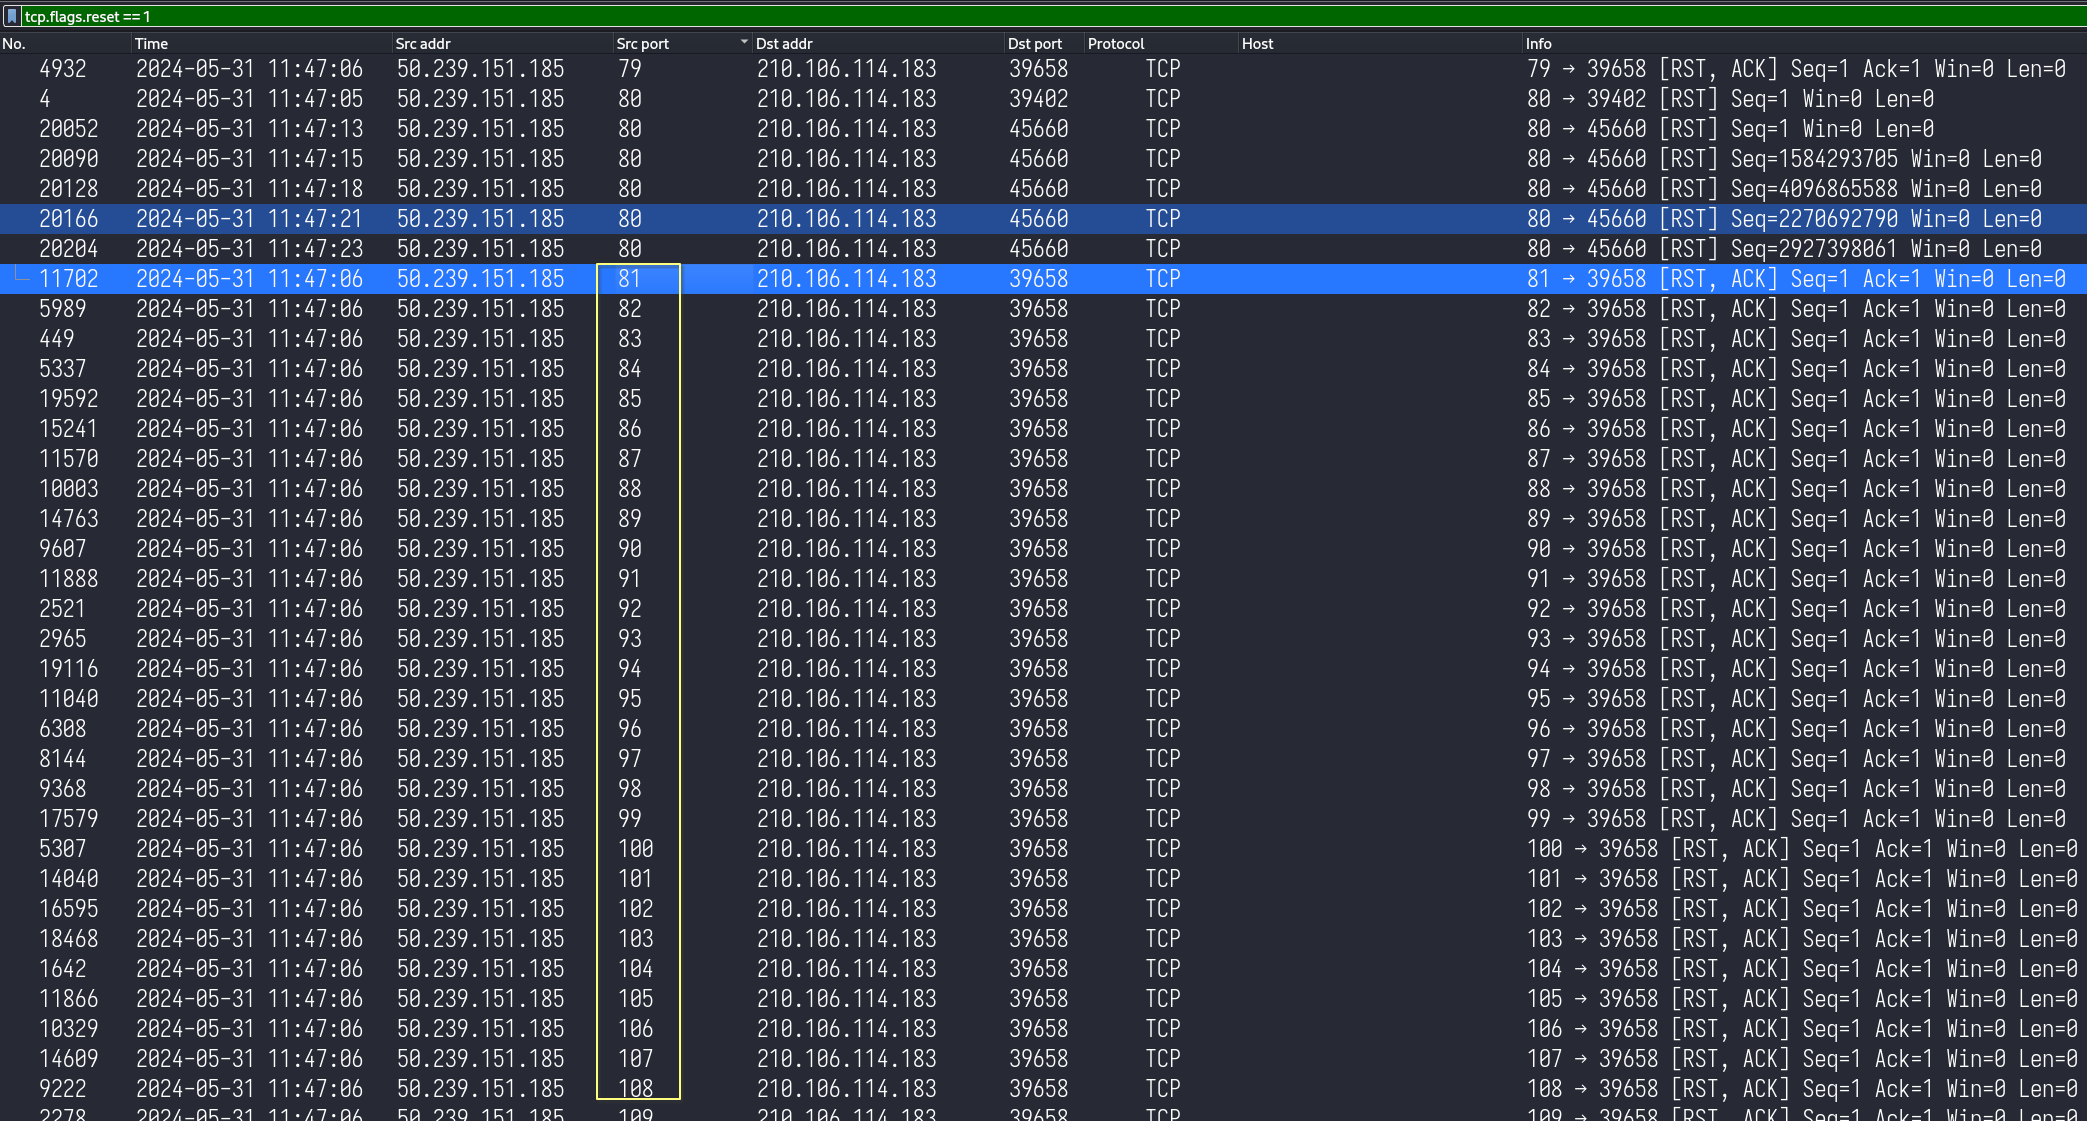 tcp.flags.reset == 1
No. Time Src addr Src port Dst addr Dst port Protocol Host Info
4932 2024-05-31 11:47:06 50.239.151.185 79 210.106.114.183 39658 TCP 79 → 39658 [RST, ACK] Seq=1 Ack=1 Win=0 Len=0
4 2024-05-31 11:47:05 50.239.151.185 80 210.106.114.183 39402 TCP 80 → 39402 [RST] Seq=1 Win=0 Len=0
20052 2024-05-31 11:47:13 50.239.151.185 80 210.106.114.183 45660 TCP 80 → 45660 [RST] Seq=1 Win=0 Len=0
20090 2024-05-31 11:47:15 50.239.151.185 80 210.106.114.183 45660 TCP 80 → 45660 [RST] Seq=1584293705 Win=0 Len=0
20128 2024-05-31 11:47:18 50.239.151.185 80 210.106.114.183 45660 TCP 80 → 45660 [RST] Seq=4096865588 Win=0 Len=0
20166 2024-05-31 11:47:21 50.239.151.185 80 210.106.114.183 45660 TCP 80 → 45660 [RST] Seq=2270692790 Win=0 Len=0
20204 2024-05-31 11:47:23 50.239.151.185 80 210.106.114.183 45660 TCP 80 → 45660 [RST] Seq=2927398061 Win=0 Len=0
11702 2024-05-31 11:47:06 50.239.151.185 81 210.106.114.183 39658 TCP 81 → 39658 [RST, ACK] Seq=1 Ack=1 Win=0 Len=0
5989 2024-05-31 11:47:06 50.239.151.185 82 210.106.114.183 39658 TCP 82 → 39658 [RST, ACK] Seq=1 Ack=1 Win=0 Len=0
449 2024-05-31 11:47:06 50.239.151.185 83 210.106.114.183 39658 TCP 83 → 39658 [RST, ACK] Seq=1 Ack=1 Win=0 Len=0
5337 2024-05-31 11:47:06 50.239.151.185 84 210.106.114.183 39658 TCP 84 → 39658 [RST, ACK] Seq=1 Ack=1 Win=0 Len=0
19592 2024-05-31 11:47:06 50.239.151.185 85 210.106.114.183 39658 TCP 85 → 39658 [RST, ACK] Seq=1 Ack=1 Win=0 Len=0
15241 2024-05-31 11:47:06 50.239.151.185 86 210.106.114.183 39658 TCP 86 → 39658 [RST, ACK] Seq=1 Ack=1 Win=0 Len=0
11570 2024-05-31 11:47:06 50.239.151.185 87 210.106.114.183 39658 TCP 87 → 39658 [RST, ACK] Seq=1 Ack=1 Win=0 Len=0
10003 2024-05-31 11:47:06 50.239.151.185 88 210.106.114.183 39658 TCP 88 → 39658 [RST, ACK] Seq=1 Ack=1 Win=0 Len=0
14763 2024-05-31 11:47:06 50.239.151.185 89 210.106.114.183 39658 TCP 89 → 39658 [RST, ACK] Seq=1 Ack=1 Win=0 Len=0
9607 2024-05-31 11:47:06 50.239.151.185 90 210.106.114.183 39658 TCP 90 → 39658 [RST, ACK] Seq=1 Ack=1 Win=0 Len=0
11888 2024-05-31 11:47:06 50.239.151.185 91 210.106.114.183 39658 TCP 91 → 39658 [RST, ACK] Seq=1 Ack=1 Win=0 Len=0
2521 2024-05-31 11:47:06 50.239.151.185 92 210.106.114.183 39658 TCP 92 → 39658 [RST, ACK] Seq=1 Ack=1 Win=0 Len=0
2965 2024-05-31 11:47:06 50.239.151.185 93 210.106.114.183 39658 TCP 93 → 39658 [RST, ACK] Seq=1 Ack=1 Win=0 Len=0
19116 2024-05-31 11:47:06 50.239.151.185 94 210.106.114.183 39658 TCP 94 → 39658 [RST, ACK] Seq=1 Ack=1 Win=0 Len=0
11040 2024-05-31 11:47:06 50.239.151.185 95 210.106.114.183 39658 TCP 95 → 39658 [RST, ACK] Seq=1 Ack=1 Win=0 Len=0
6308 2024-05-31 11:47:06 50.239.151.185 96 210.106.114.183 39658 TCP 96 → 39658 [RST, ACK] Seq=1 Ack=1 Win=0 Len=0
8144 2024-05-31 11:47:06 50.239.151.185 97 210.106.114.183 39658 TCP 97 → 39658 [RST, ACK] Seq=1 Ack=1 Win=0 Len=0
9368 2024-05-31 11:47:06 50.239.151.185 98 210.106.114.183 39658 TCP 98 → 39658 [RST, ACK] Seq=1 Ack=1 Win=0 Len=0
17579 2024-05-31 11:47:06 50.239.151.185 99 210.106.114.183 39658 TCP 99 → 39658 [RST, ACK] Seq=1 Ack=1 Win=0 Len=0
5307 2024-05-31 11:47:06 50.239.151.185 100 210.106.114.183 39658 TCP 100 → 39658 [RST, ACK] Seq=1 Ack=1 Win=0 Len=0
14040 2024-05-31 11:47:06 50.239.151.185 101 210.106.114.183 39658 TCP 101 → 39658 [RST, ACK] Seq=1 Ack=1 Win=0 Len=0
16595 2024-05-31 11:47:06 50.239.151.185 102 210.106.114.183 39658 TCP 102 → 39658 [RST, ACK] Seq=1 Ack=1 Win=0 Len=0
18468 2024-05-31 11:47:06 50.239.151.185 103 210.106.114.183 39658 TCP 103 → 39658 [RST, ACK] Seq=1 Ack=1 Win=0 Len=0
1642 2024-05-31 11:47:06 50.239.151.185 104 210.106.114.183 39658 TCP 104 → 39658 [RST, ACK] Seq=1 Ack=1 Win=0 Len=0
11866 2024-05-31 11:47:06 50.239.151.185 105 210.106.114.183 39658 TCP 105 → 39658 [RST, ACK] Seq=1 Ack=1 Win=0 Len=0
10329 2024-05-31 11:47:06 50.239.151.185 106 210.106.114.183 39658 TCP 106 → 39658 [RST, ACK] Seq=1 Ack=1 Win=0 Len=0
14609 2024-05-31 11:47:06 50.239.151.185 107 210.106.114.183 39658 TCP 107 → 39658 [RST, ACK] Seq=1 Ack=1 Win=0 Len=0
9222 2024-05-31 11:47:06 50.239.151.185 108 210.106.114.183 39658 TCP 108 → 39658 [RST, ACK] Seq=1 Ack=1 Win=0 Len=0
2278 2024-05-31 11:47:06 50.239.151.185 109 210.106.114.183 39658 TCP 109 → 39658 [RST, ACK] Seq=1 Ack=1 Win=0 Len=0